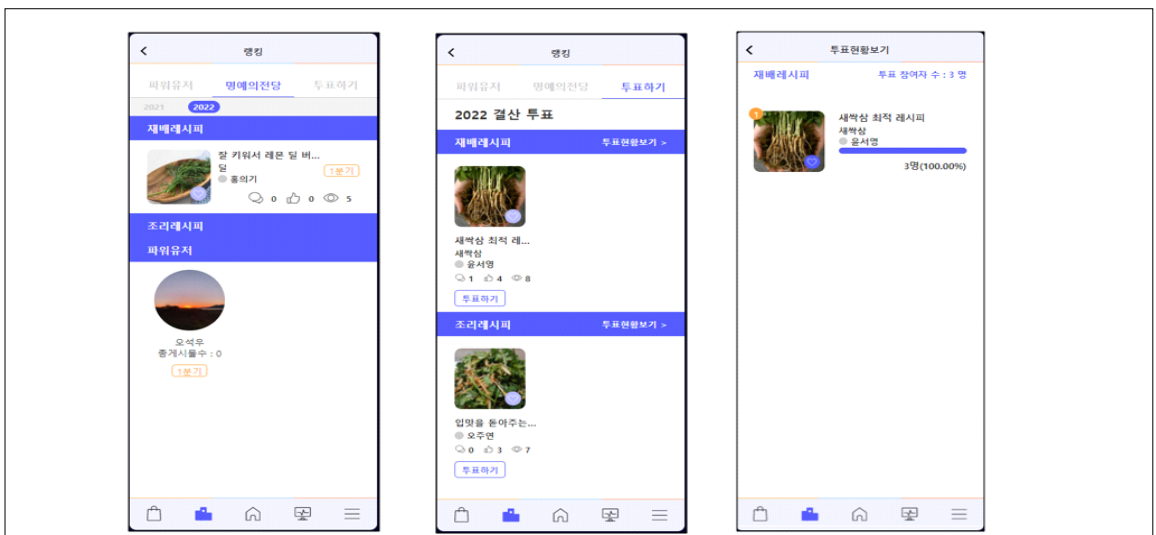 랭킹
파워유저 명예의전당 투표하기
2021 2022
재배레시피
잘 키워서 레몬 딜 버...
딜
홍의기
1분기
0 0 5
조리레시피
파워유저
오석우
총게시물수 : 0
1분기
랭킹
파워유저 명예의전당 투표하기
2022 결산 투표
재배레시피 투표현황보기 >
새싹삼 최적 레...
새싹삼
윤서영
1 4 8
투표하기
조리레시피 투표현황보기 >
입맛을 돋아주는...
오주연
0 3 7
투표하기
투표현황보기
재배레시피 투표 참여자 수 : 3 명
1
새싹삼 최적 레시피
새싹삼
윤서영
3명(100.00%)